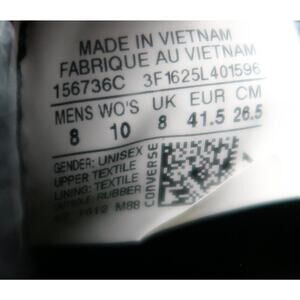 MADE IN VIETNAM
FABRIQUE AU VIETNAM
156736C 3F1625L401596
MENS WO'S UK EUR CM
8 10 8 41.5 26.5
GENDER: UNISEX
UPPER TEXTILE
LINING: TEXTILE
RUBBER
M88
CONVERSE